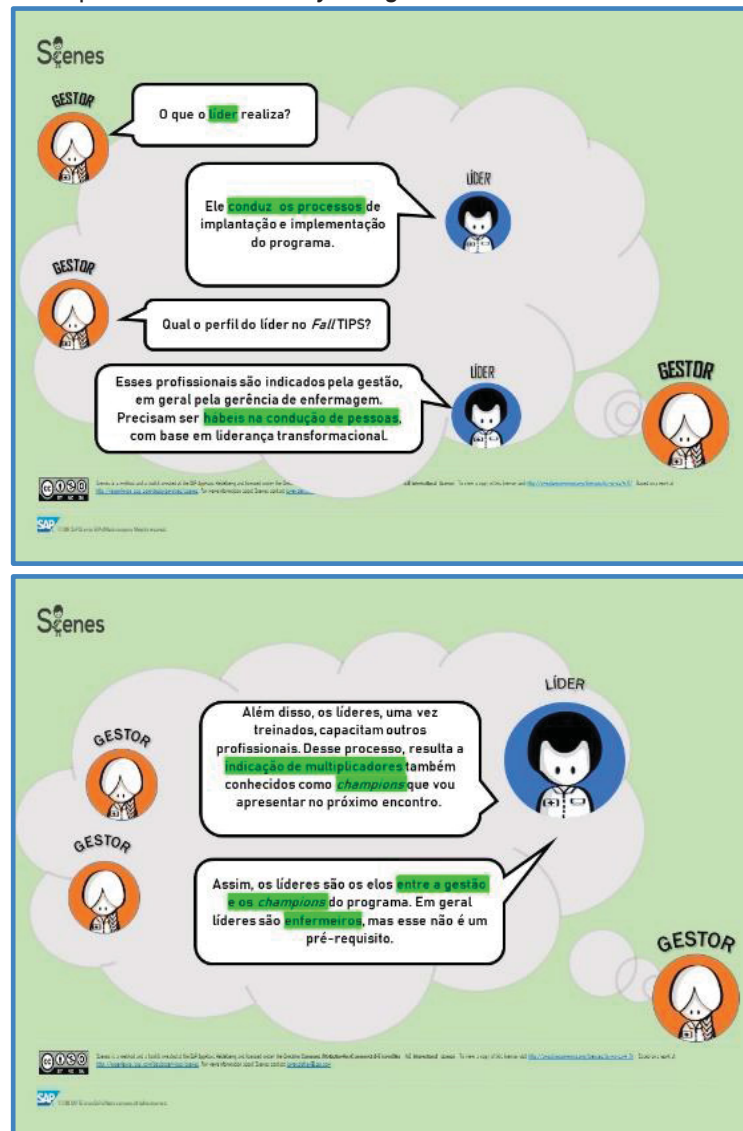 Scenes
GESTOR
O que o líder realiza?
LÍDER
Ele conduz os processos de
implantação e implementação
do programa.
GESTOR
Qual o perfil do líder no Fall TIPS?
LÍDER
Esses profissionais são indicados pela gestão,
em geral pela gerência de enfermagem.
Precisam ser hábeis na condução de pessoas,
com base em liderança transformacional.
GESTOR
SAP
Scenes
LÍDER
GESTOR
Além disso, os líderes, uma vez
treinados, capacitam outros
profissionais. Desse processo, resulta a
indicação de multiplicadores também
conhecidos como champions que vou
apresentar no próximo encontro.
GESTOR
Assim, os líderes são os elos entre a gestão
e os champions do programa. Em geral
líderes são enfermeiros, mas esse não é um
pré-requisito.
GESTOR
SAP